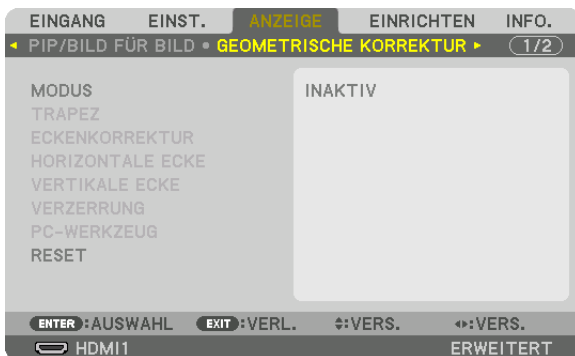 EINGANG EINST. ANZEIGE EINRICHTEN INFO.
◂ PIP/BILD FÜR BILD • GEOMETRISCHE KORREKTUR ▸ 1/2
MODUS INAKTIV
TRAPEZ
ECKENKORREKTUR
HORIZONTALE ECKE
VERTIKALE ECKE
VERZERRUNG
PC-WERKZEUG
RESET
ENTER :AUSWAHL EXIT :VERL. ⬍:VERS. ⬌:VERS.
HDMI1 ERWEITERT